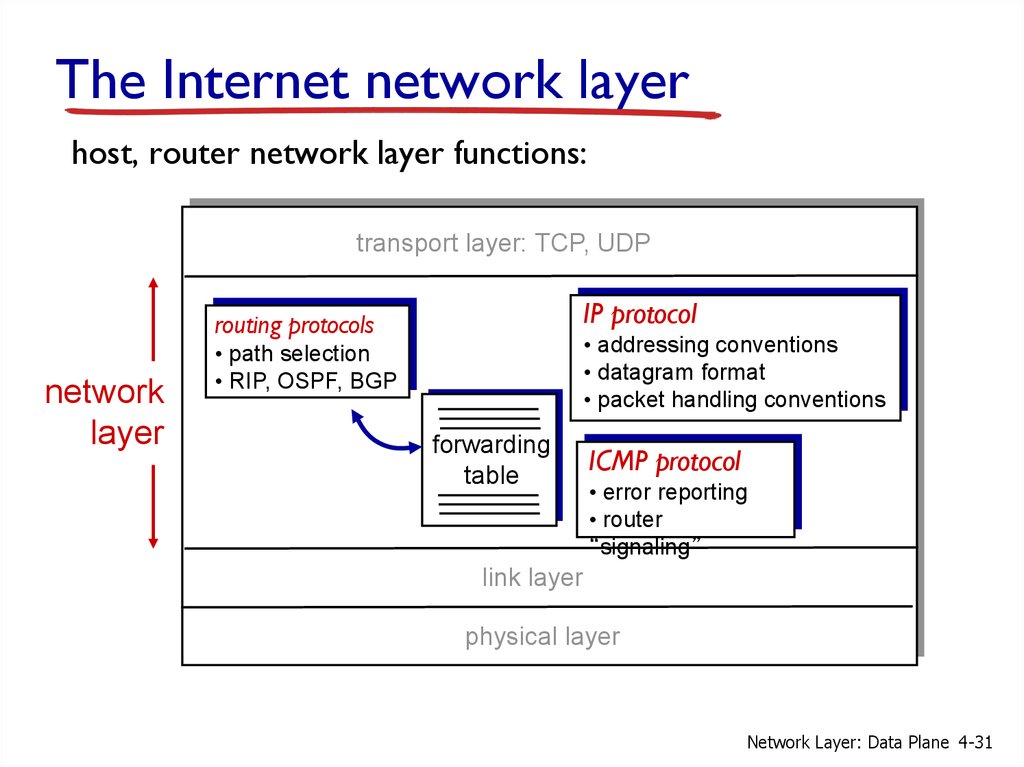 The Internet network layer
host, router network layer functions:
transport layer: TCP, UDP
network
layer
routing protocols
• path selection
• RIP, OSPF, BGP
forwarding
table
IP protocol
• addressing conventions
• datagram format
• packet handling conventions
ICMP protocol
• error reporting
• router
“signaling”
link layer
physical layer
Network Layer: Data Plane 4-31